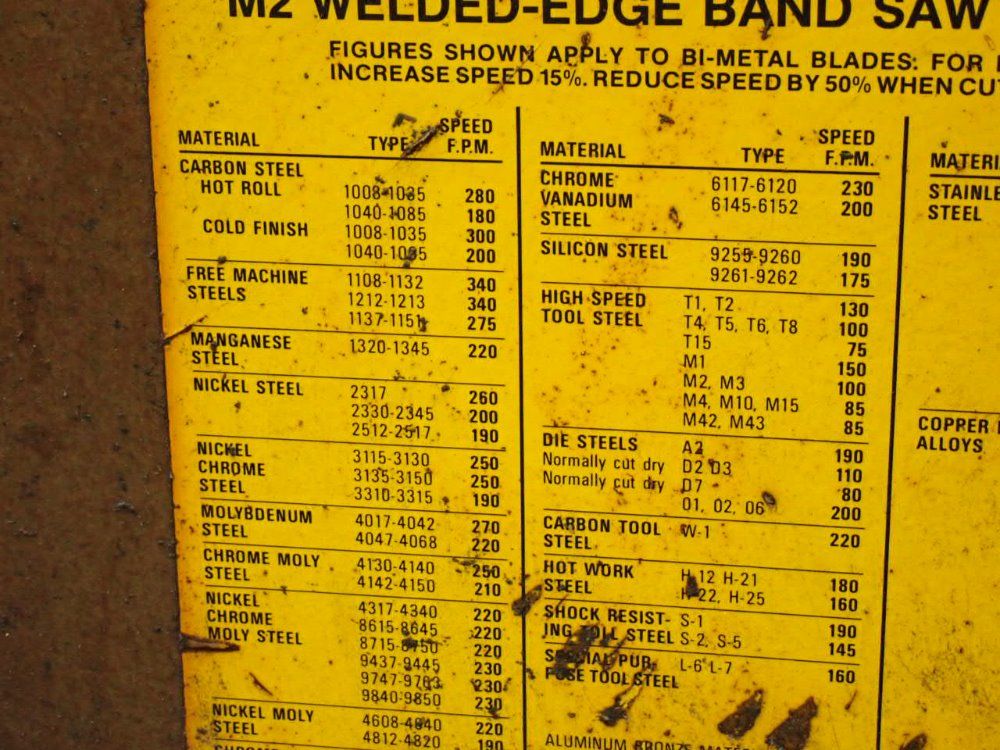 M2 WELDED-EDGE BAND SAW
FIGURES SHOWN APPLY TO BI-METAL BLADES: FOR
INCREASE SPEED 15%. REDUCE SPEED BY 50% WHEN CU
MATERIAL TYPE SPEED F.P.M.
CARBON STEEL
HOT ROLL 1008-1035 280
1040-1085 180
COLD FINISH 1008-1035 300
1040-1085 200
FREE MACHINE 1108-1132 340
STEELS 1212-1213 340
1137-1151 275
MANGANESE 1320-1345 220
STEEL
NICKEL STEEL 2317 260
2330-2345 200
2512-2517 190
NICKEL 3115-3130 250
CHROME 3135-3150 250
STEEL 3310-3315 190
MOLYBDENUM 4017-4042 270
STEEL 4047-4068 220
CHROME MOLY 4130-4140 250
STEEL 4142-4150 210
NICKEL 4317-4340 220
CHROME 8615-8645 220
MOLY STEEL 8715-8750 220
9437-9445 230
9747-9763 230
9840-9850 230
NICKEL MOLY 4608-4840 220
STEEL 4812-4820 190
MATERIAL TYPE SPEED F.P.M.
CHROME 6117-6120 230
VANADIUM 6145-6152 200
STEEL
SILICON STEEL 9255-9260 190
9261-9262 175
HIGH SPEED T1, T2 130
TOOL STEEL T4, T5, T6, T8 100
T15 75
M1 150
M2, M3 100
M4, M10, M15 85
M42, M43 85
DIE STEELS A2 190
Normally cut dry D2 D3 110
Normally cut dry D7 80
01, 02, 06 200
CARBON TOOL W-1 220
STEEL
HOT WORK H-12 H-21 180
STEEL H-22, H-25 160
SHOCK RESIST- S-1 190
ING TOLL STEEL S-2, S-5 145
SPECIAL PUR- L-6 L-7 160
POSE TOOL STEEL
ALUMINUM BRONZE
MATERI
STAINLE
STEEL
COPPER
ALLOYS